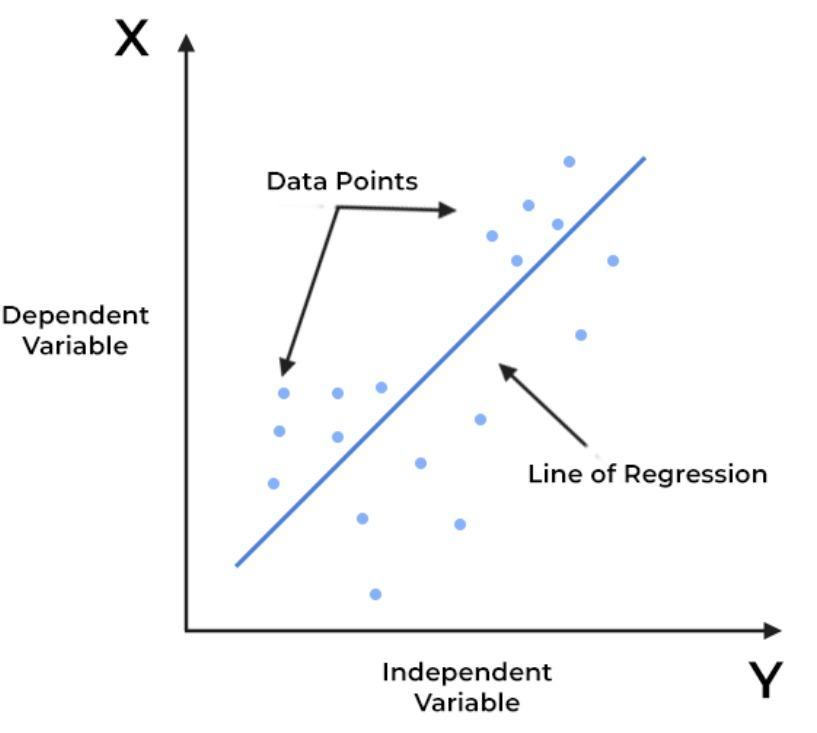 X
Data Points
Dependent
Variable
Line of Regression
Independent
Variable
Y